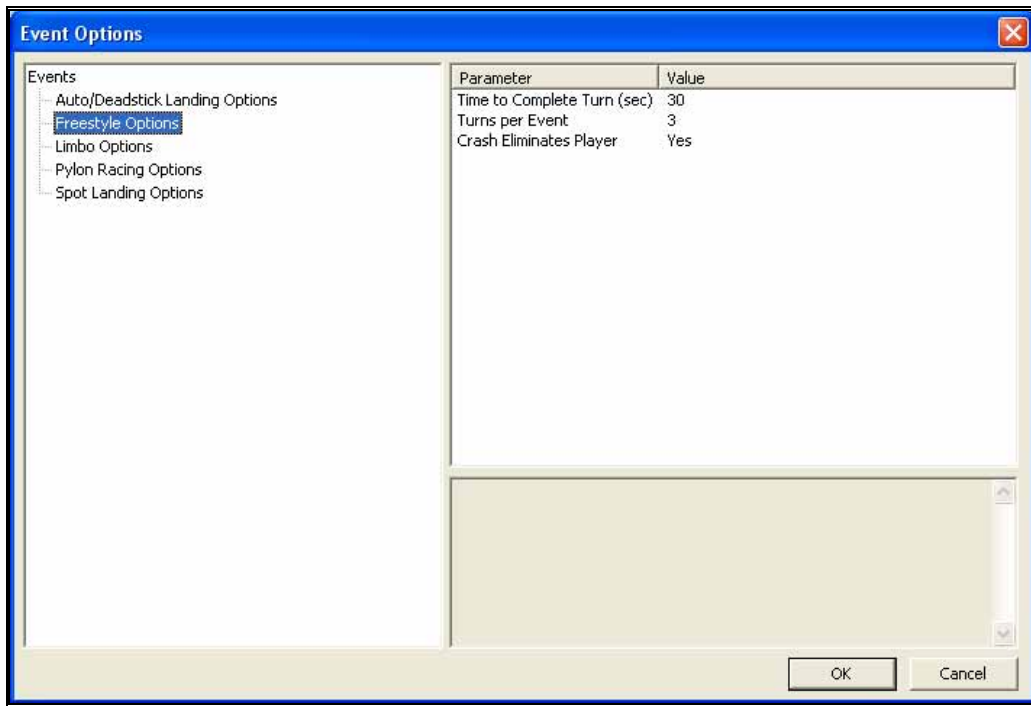 Event Options
Events
Auto/Deadstick Landing Options
Freestyle Options
Limbo Options
Pylon Racing Options
Spot Landing Options
Parameter Value
Time to Complete Turn (sec) 30
Turns per Event 3
Crash Eliminates Player Yes
OK Cancel